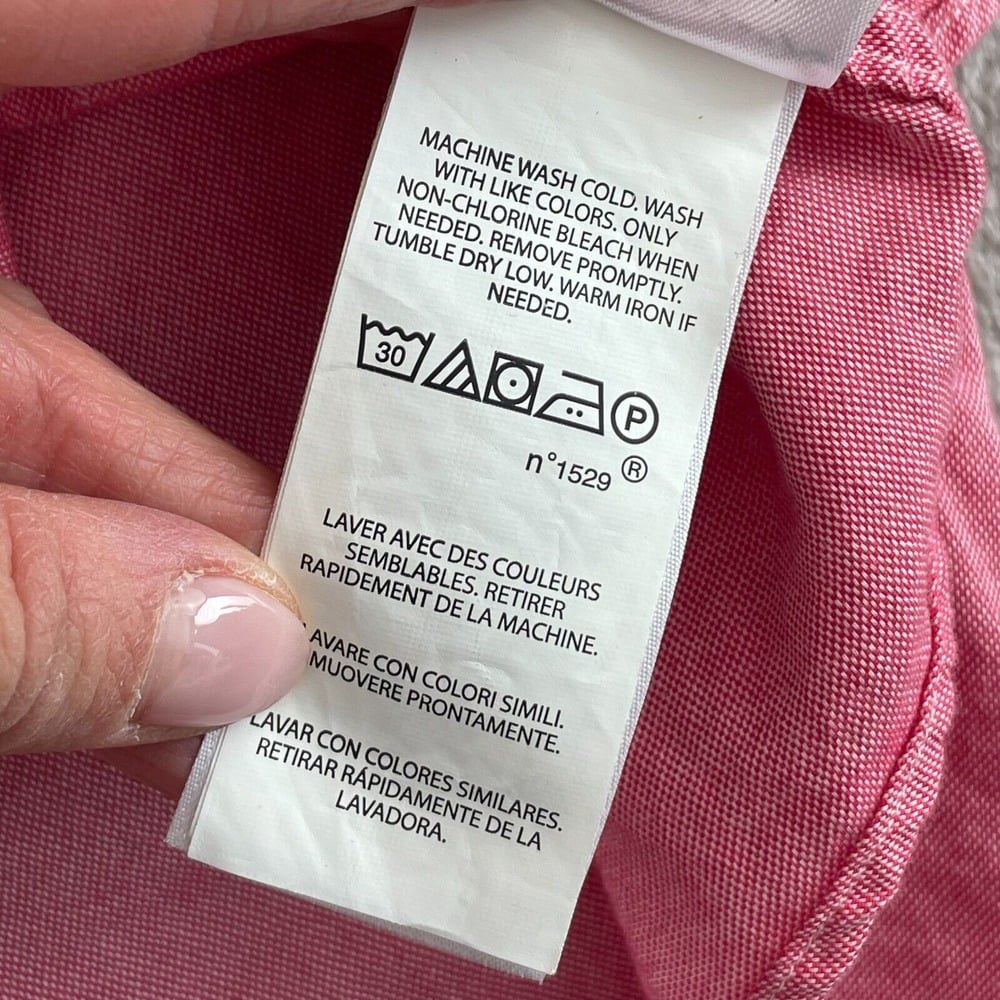 MACHINE WASH COLD. WASH
WITH LIKE COLORS. ONLY
NON-CHLORINE BLEACH WHEN
NEEDED. REMOVE PROMPTLY.
TUMBLE DRY LOW. WARM IRON IF
NEEDED.
30 P
n°1529 ®
LAVER AVEC DES COULEURS
SEMBLABLES. RETIRER
RAPIDEMENT DE LA MACHINE.
AVARE CON COLORI SIMILI.
MUOVERE PRONTAMENTE.
LAVAR CON COLORES SIMILARES.
RETIRAR RÁPIDAMENTE DE LA
LAVADORA.